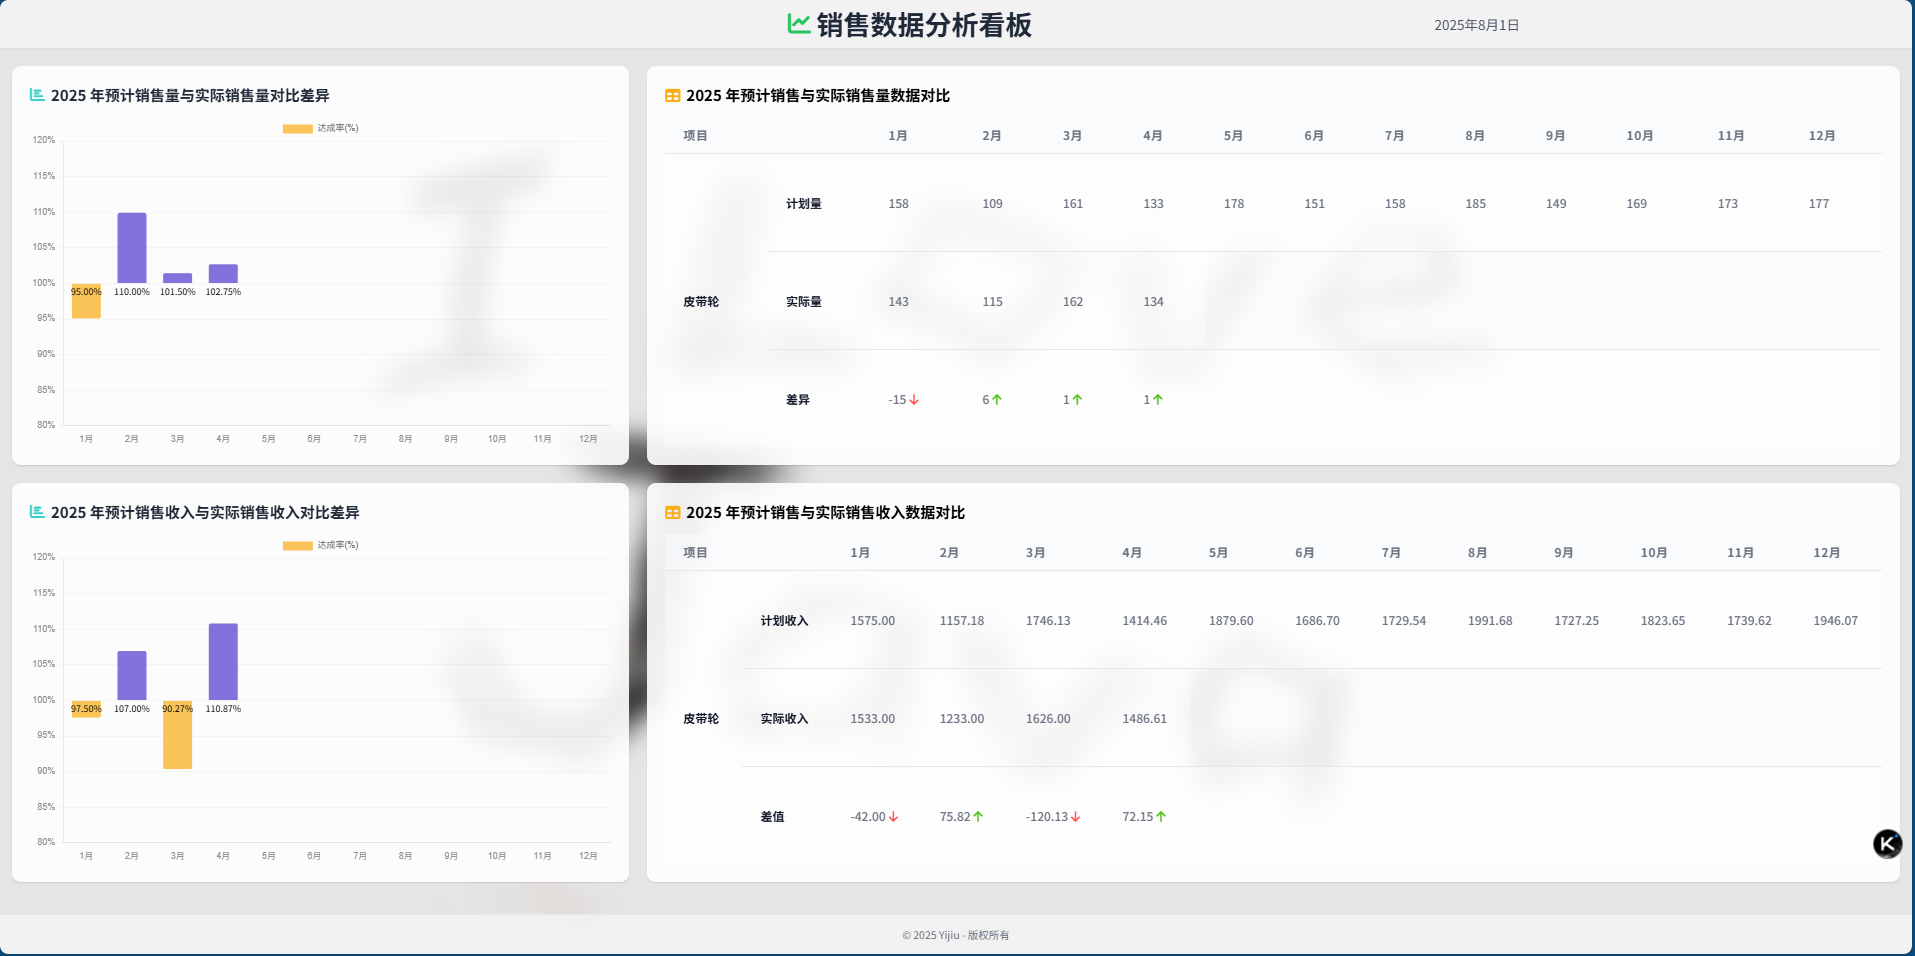 销售数据分析看板
2025年8月1日
2025 年预计销售量与实际销售量对比差异
达成率(%)
120%
115%
110%
105%
100%
95%
90%
85%
80%
95.00% 110.00% 101.50% 102.75%
1月 2月 3月 4月 5月 6月 7月 8月 9月 10月 11月 12月
2025 年预计销售与实际销售量数据对比
项目 1月 2月 3月 4月 5月 6月 7月 8月 9月 10月 11月 12月
计划量 158 109 161 133 178 151 158 185 149 169 173 177
皮带轮 实际量 143 115 162 134
差异 -15 6 1 1
2025 年预计销售收入与实际销售收入对比差异
达成率(%)
120%
115%
110%
105%
100%
95%
90%
85%
80%
97.50% 107.00% 90.27% 110.87%
1月 2月 3月 4月 5月 6月 7月 8月 9月 10月 11月 12月
2025 年预计销售与实际销售收入数据对比
项目 1月 2月 3月 4月 5月 6月 7月 8月 9月 10月 11月 12月
计划收入 1575.00 1157.18 1746.13 1414.46 1879.60 1686.70 1729.54 1991.68 1727.25 1823.65 1739.62 1946.07
皮带轮 实际收入 1533.00 1233.00 1626.00 1486.61
差值 -42.00 75.82 -120.13 72.15
I Love
Java
K
© 2025 Yijiu - 版权所有